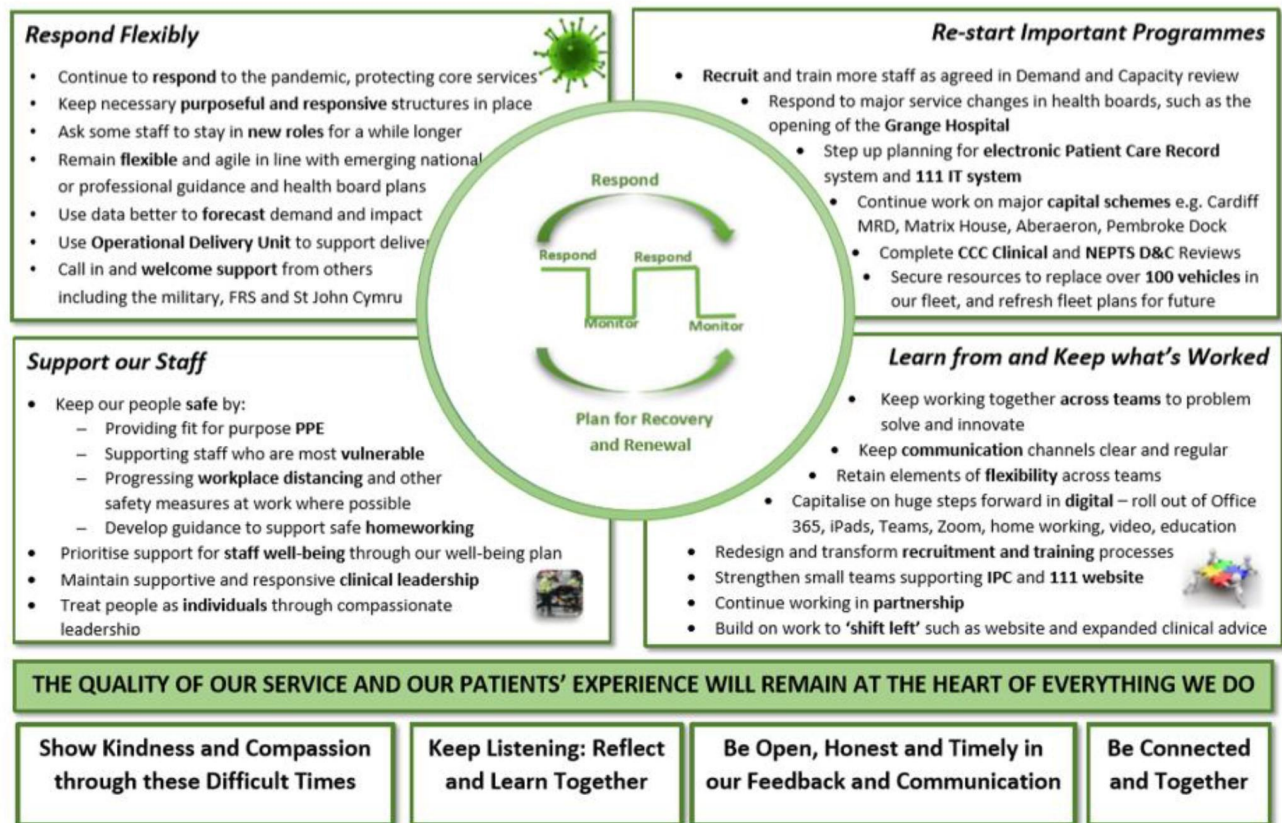 Respond Flexibly
• Continue to respond to the pandemic, protecting core services
• Keep necessary purposeful and responsive structures in place
• Ask some staff to stay in new roles for a while longer
• Remain flexible and agile in line with emerging national
or professional guidance and health board plans
• Use data better to forecast demand and impact
• Use Operational Delivery Unit to support deliver
• Call in and welcome support from others
including the military, FRS and St John Cymru
Re-start Important Programmes
• Recruit and train more staff as agreed in Demand and Capacity review
• Respond to major service changes in health boards, such as the
opening of the Grange Hospital
• Step up planning for electronic Patient Care Record
system and 111 IT system
• Continue work on major capital schemes e.g. Cardiff
MRD, Matrix House, Aberaeron, Pembroke Dock
• Complete CCC Clinical and NEPTS D&C Reviews
• Secure resources to replace over 100 vehicles in
our fleet, and refresh fleet plans for future
Respond
Respond Respond
Monitor Monitor
Plan for Recovery
and Renewal
Support our Staff
• Keep our people safe by:
– Providing fit for purpose PPE
– Supporting staff who are most vulnerable
– Progressing workplace distancing and other
safety measures at work where possible
– Develop guidance to support safe homeworking
• Prioritise support for staff well-being through our well-being plan
• Maintain supportive and responsive clinical leadership
• Treat people as individuals through compassionate
leadership
Learn from and Keep what's Worked
• Keep working together across teams to problem
solve and innovate
• Keep communication channels clear and regular
• Retain elements of flexibility across teams
• Capitalise on huge steps forward in digital – roll out of Office
365, iPads, Teams, Zoom, home working, video, education
• Redesign and transform recruitment and training processes
• Strengthen small teams supporting IPC and 111 website
• Continue working in partnership
• Build on work to 'shift left' such as website and expanded clinical advice
THE QUALITY OF OUR SERVICE AND OUR PATIENTS' EXPERIENCE WILL REMAIN AT THE HEART OF EVERYTHING WE DO
Show Kindness and Compassion
through these Difficult Times
Keep Listening: Reflect
and Learn Together
Be Open, Honest and Timely in
our Feedback and Communication
Be Connected
and Together